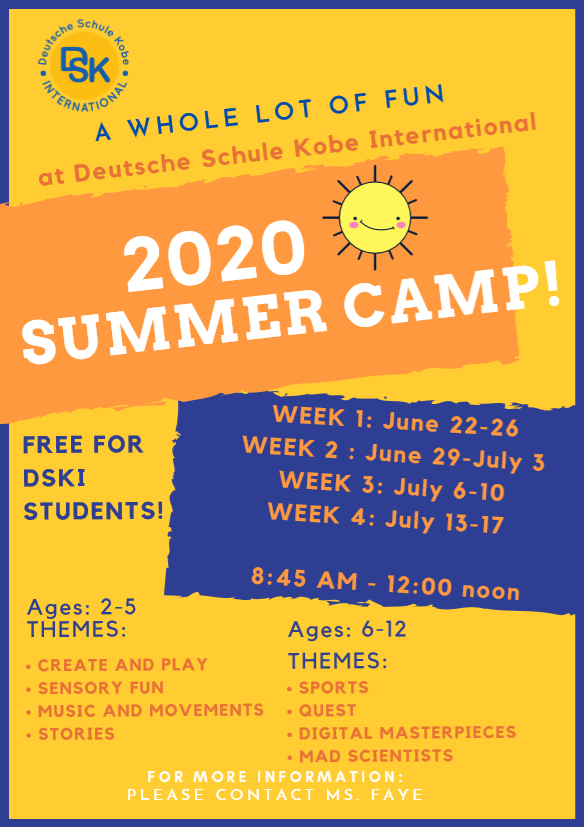 Deutsche Schule Kobe
DSK
INTERNATIONAL
A WHOLE LOT OF FUN
at Deutsche Schule Kobe International
2020
SUMMER CAMP!
WEEK 1: June 22-26
WEEK 2 : June 29-July 3
WEEK 3: July 6-10
WEEK 4: July 13-17
8:45 AM - 12:00 noon
FREE FOR
DSKI
STUDENTS!
Ages: 2-5
THEMES:
• CREATE AND PLAY
• SENSORY FUN
• MUSIC AND MOVEMENTS
• STORIES
Ages: 6-12
THEMES:
• SPORTS
• QUEST
• DIGITAL MASTERPIECES
• MAD SCIENTISTS
FOR MORE INFORMATION:
PLEASE CONTACT MS. FAYE